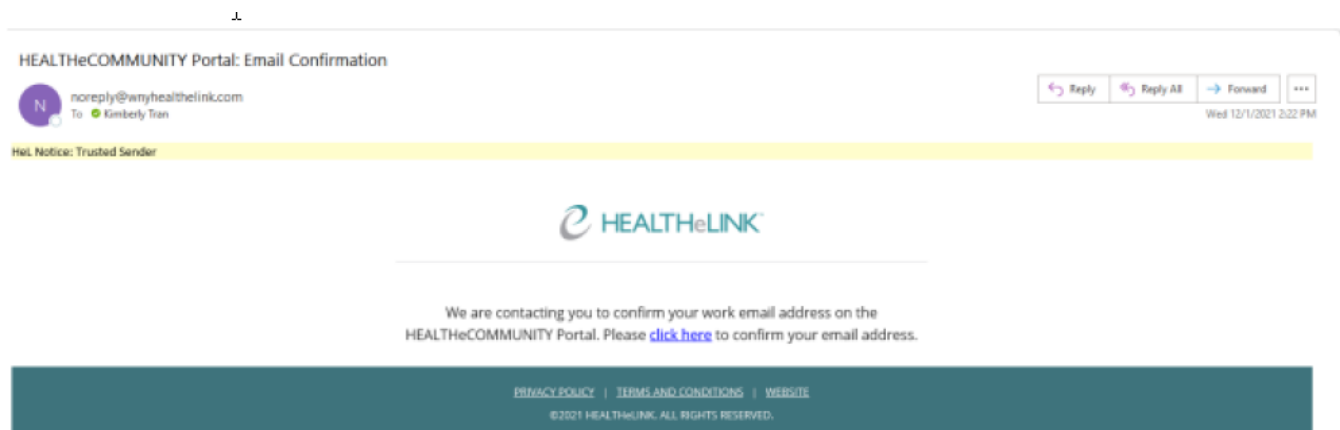 HEALTHeCOMMUNITY Portal: Email Confirmation
N
noreply@wnyhealthelink.com
To Kimberly Tran
Reply
Reply All
Forward
...
Wed 12/1/2021 2:22 PM
HeL Notice: Trusted Sender
HEALTHeLINK™
We are contacting you to confirm your work email address on the
HEALTHeCOMMUNITY Portal. Please click here to confirm your email address.
PRIVACY POLICY | TERMS AND CONDITIONS | WEBSITE
©2021 HEALTHeLINK. ALL RIGHTS RESERVED.